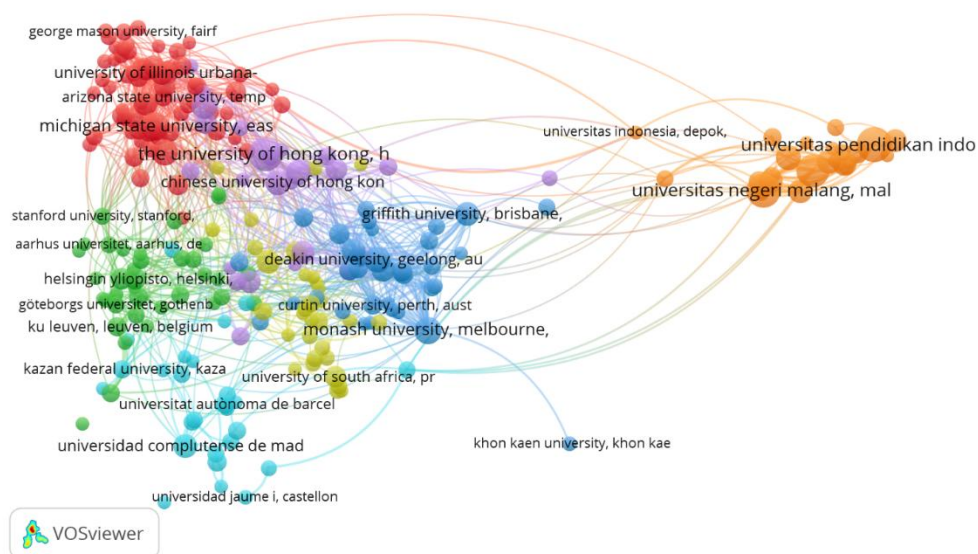 george mason university, fairf
university of illinois urbana-
arizona state university, temp
michigan state university, eas
the university of hong kong, h
chinese university of hong kon
universitas indonesia, depok,
universitas pendidikan indo
universitas negeri malang, mal
stanford university, stanford,
griffith university, brisbane,
aarhus universitet, aarhus, de
deakin university, geelong, au
helsingin yliopisto, helsinki,
göteborgs universitet, gothenb
curtin university, perth, aust
ku leuven, leuven, belgium
monash university, melbourne,
kazan federal university, kaza
university of south africa, pr
universitat autònoma de barcel
universidad complutense de mad
khon kaen university, khon kae
universidad jaume i, castellon
VOSviewer